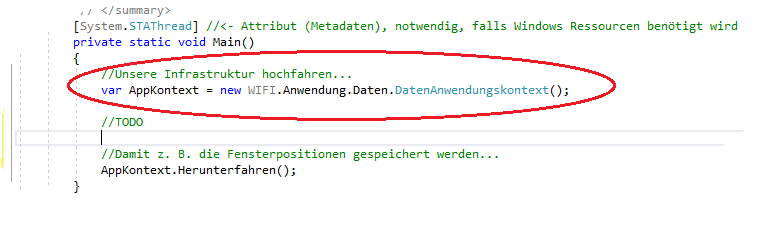 /// </summary>
[System.STAThread] //<- Attribut (Metadaten), notwendig, falls Windows Ressourcen benötigt wird
private static void Main()
{
//Unsere Infrastruktur hochfahren...
var AppKontext = new WIFI.Anwendung.Daten.DatenAnwendungskontext();
//TODO
//Damit z. B. die Fensterpositionen gespeichert werden...
AppKontext.Herunterfahren();
}